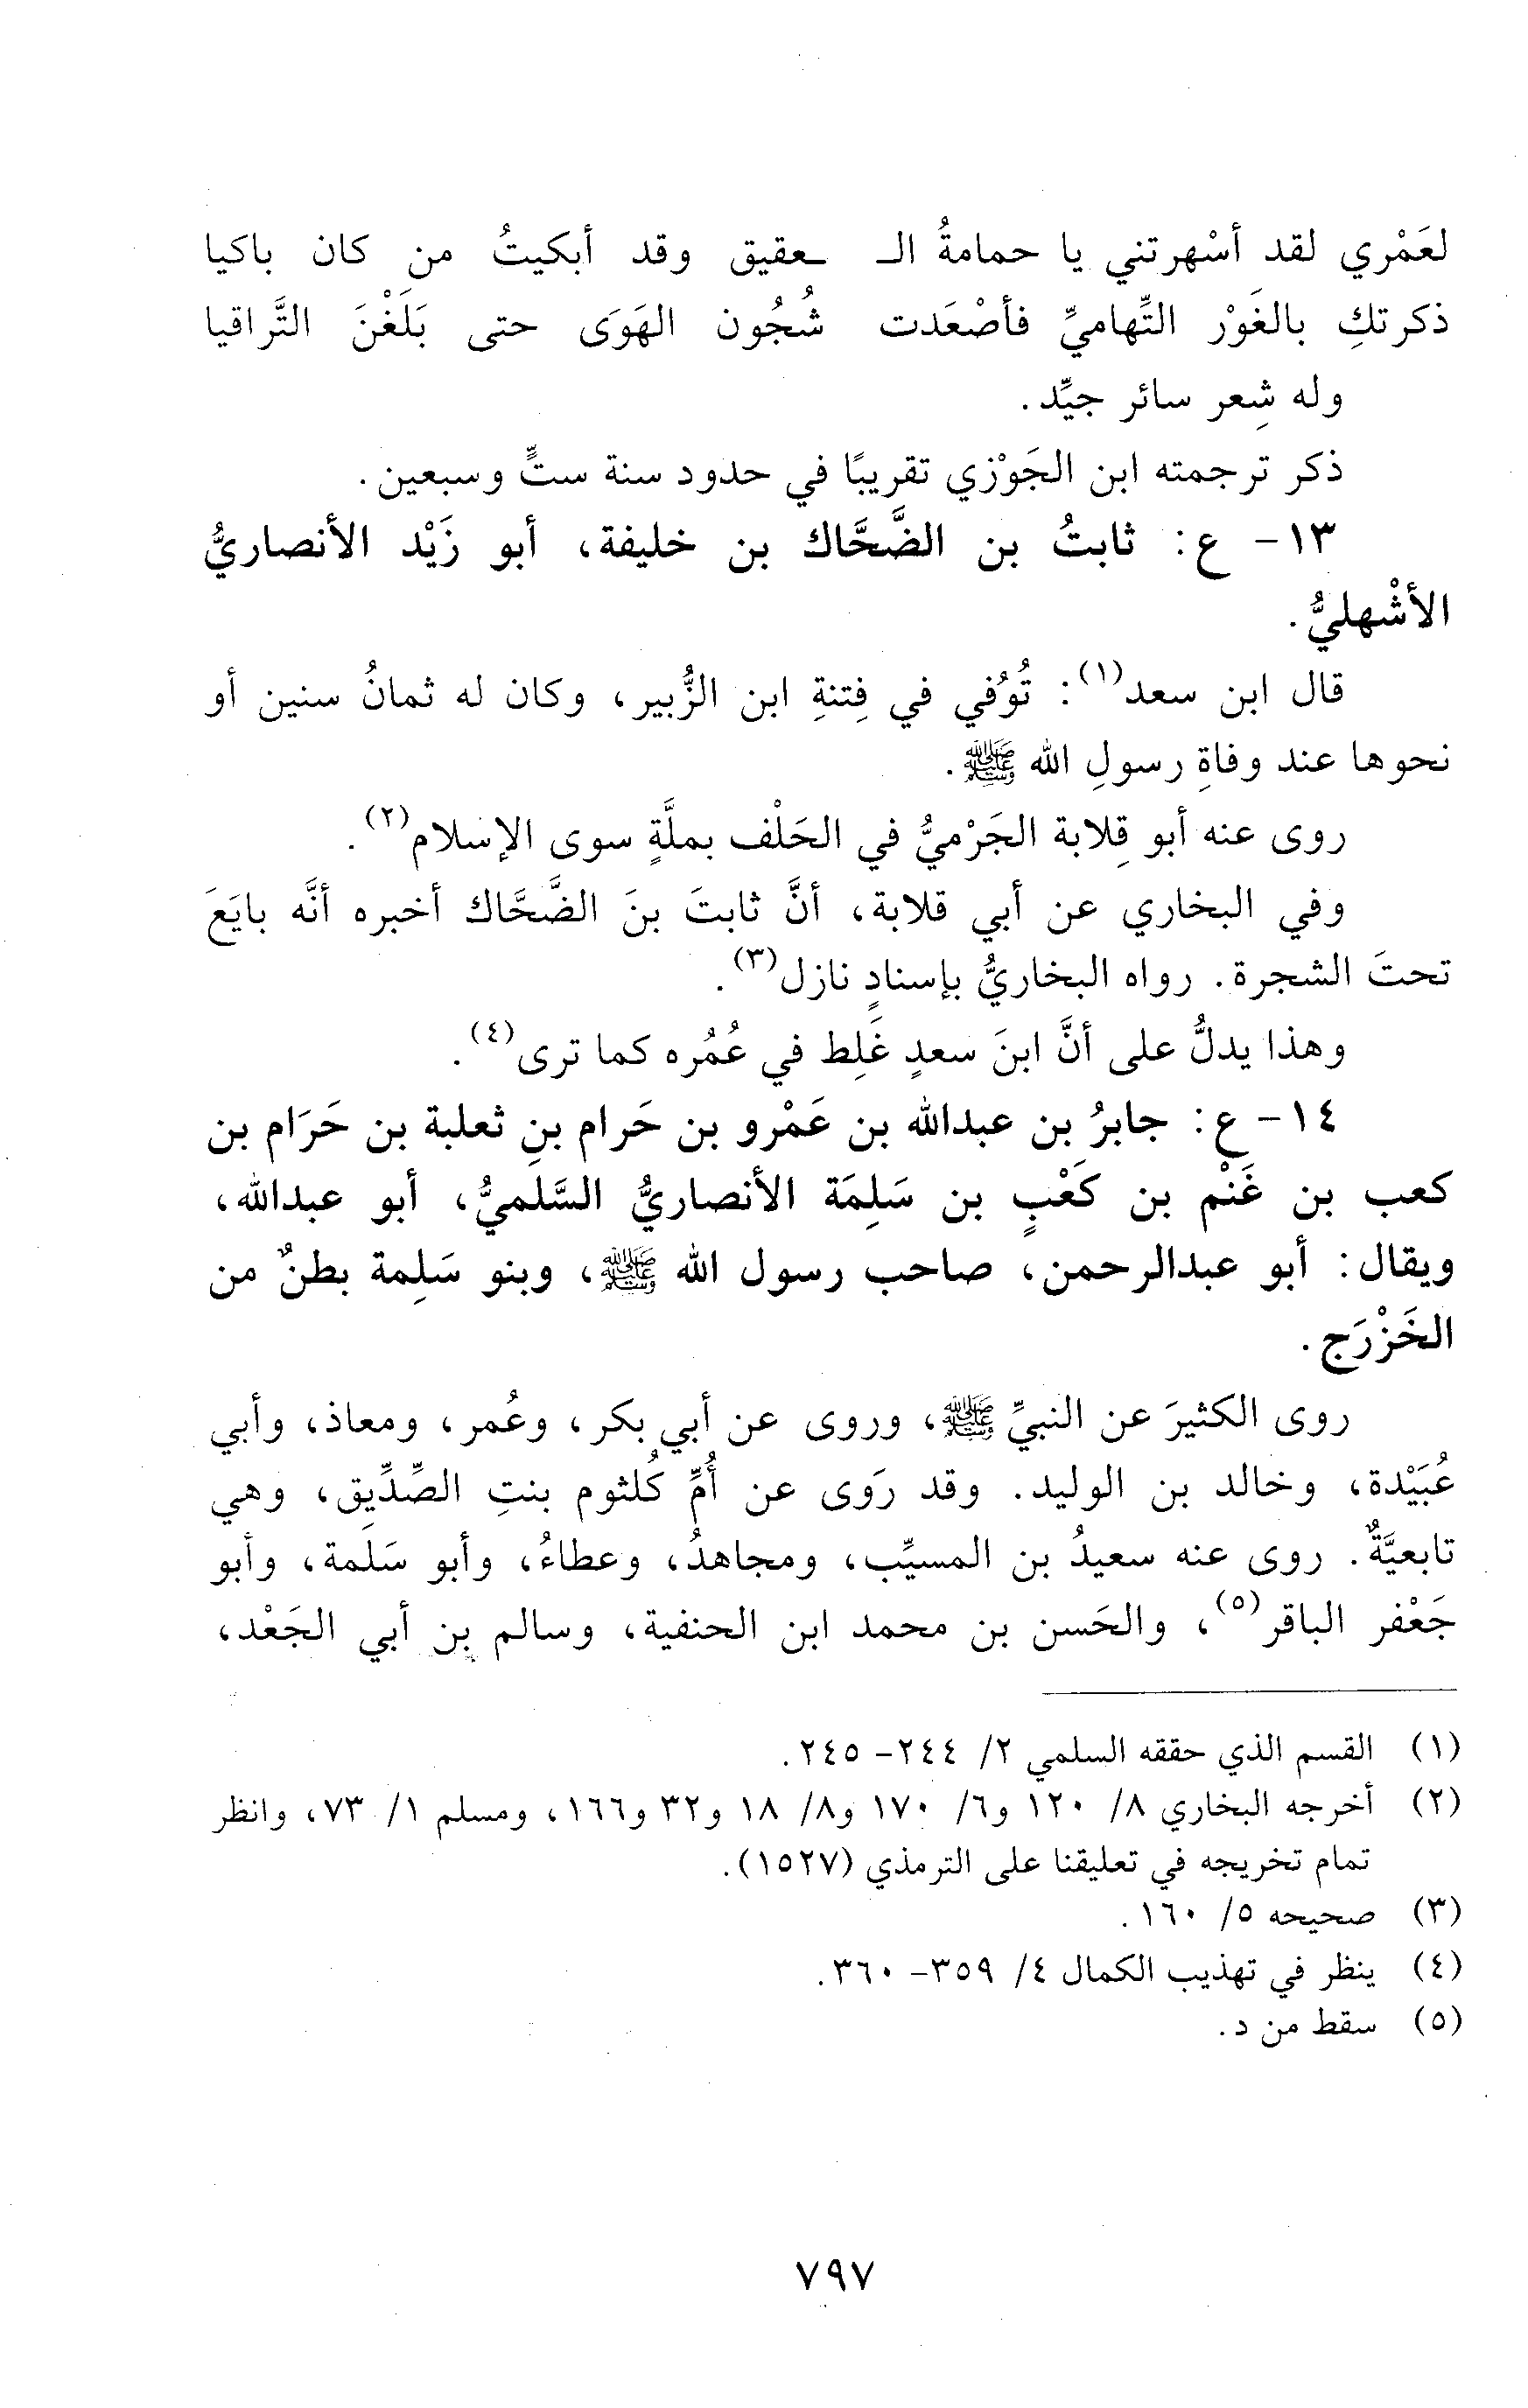 لعَمْري لقد أسْهرتني يا حمامةُ الـ ـعقيق وقد أبكيتُ من كان باكيا
ذكرتكِ بالغَوْر التِّهاميِّ فأصْعَدت شُجُون الهَوَى حتى بَلَغْنَ التَّراقيا
وله شِعر سائر جيِّد.
ذكر ترجمته ابن الجَوْزي تقريبًا في حدود سنة ستٍّ وسبعين.
١٣- ع: ثابتُ بن الضَّحَّاك بن خليفة، أبو زَيْد الأنصاريُّ
الأشْهليُّ.
قال ابن سعد(١): تُوُفي في فِتنةِ ابن الزُّبير، وكان له ثمانُ سنين أو
نحوها عند وفاةِ رسولِ الله ﷺ.
روى عنه أبو قِلابة الجَرْميُّ في الحَلْف بملَّةٍ سوى الإسلام(٢).
وفي البخاري عن أبي قلابة، أنَّ ثابتَ بنَ الضَّحَّاك أخبره أنَّه بايَعَ
تحتَ الشجرة. رواه البخاريُّ بإسنادٍ نازل(٣).
وهذا يدلُّ على أنَّ ابنَ سعدٍ غَلِط في عُمُره كما ترى(٤).
١٤- ع: جابرُ بن عبدالله بن عَمْرو بن حَرام بنِ ثعلبة بن حَرَام بن
كعب بن غَنْم بن كَعْبٍ بن سَلِمَة الأنصاريُّ السَّلَميُّ، أبو عبدالله،
ويقال: أبو عبدالرحمن، صاحب رسول الله ﷺ، وبنو سَلِمة بطنٌ من
الخَزْرَج.
روى الكثيرَ عن النبيِّ ﷺ، وروى عن أبي بكر، وعُمر، ومعاذ، وأبي
عُبَيْدة، وخالد بن الوليد. وقد رَوى عن أُمِّ كُلثوم بنتِ الصِّدِّيق، وهي
تابعيَّةٌ. روى عنه سعيدُ بن المسيِّب، ومجاهدُ، وعطاءُ، وأبو سَلَمة، وأبو
جَعْفر الباقر(٥)، والحَسن بن محمد ابن الحنفية، وسالم بن أبي الجَعْد،
(١) القسم الذي حققه السلمي ٢/ ٢٤٤- ٢٤٥.
(٢) أخرجه البخاري ٨/ ١٢٠ و٦/ ١٧٠ و٨/ ١٨ و٣٢ و١٦٦، ومسلم ١/ ٧٣، وانظر
تمام تخريجه في تعليقنا على الترمذي (١٥٢٧).
(٣) صحيحه ٥/ ١٦٠.
(٤) ينظر في تهذيب الكمال ٤/ ٣٥٩- ٣٦٠.
(٥) سقط من د.
٧٩٧